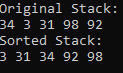 Original Stack:
34 3 31 98 92
Sorted Stack:
3 31 34 92 98